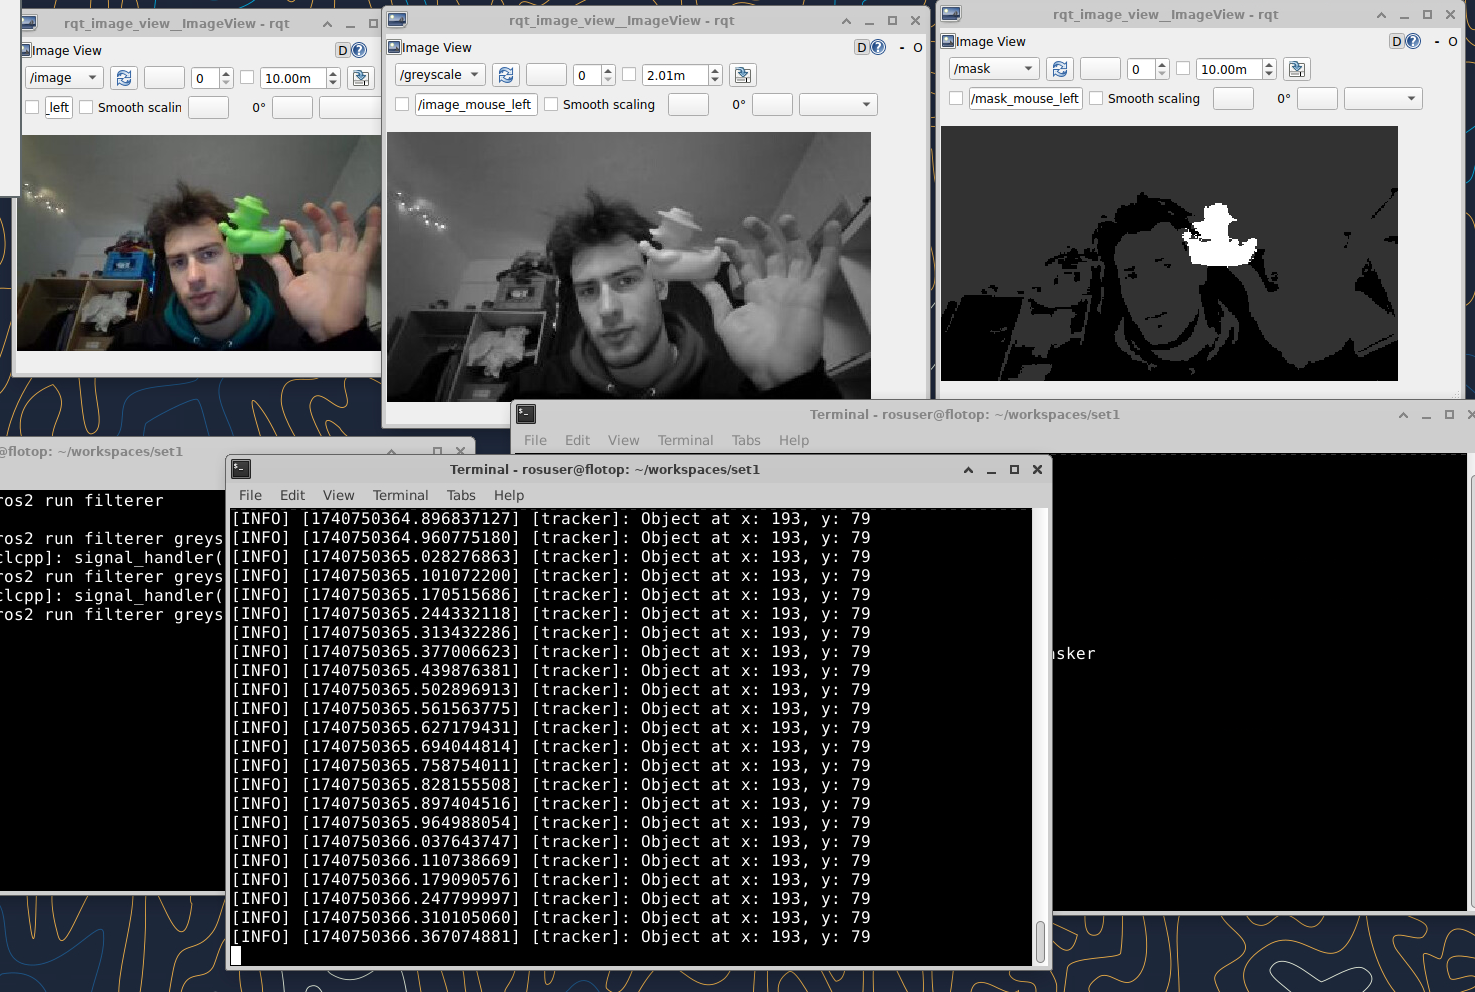 rqt_image_view__ImageView - rqt
Image View
D
/image
0
10.00m
_left
Smooth scalin
0°
rqt_image_view__ImageView - rqt
Image View
D
- O
/greyscale
0
2.01m
/image_mouse_left
Smooth scaling
0°
rqt_image_view__ImageView - rqt
Image View
D
- O
/mask
0
10.00m
/mask_mouse_left
Smooth scaling
0°
Terminal - rosuser@flotop: ~/workspaces/set1
File Edit View Terminal Tabs Help
asker
@flotop: ~/workspaces/set1
ros2 run filterer
ros2 run filterer greys
clcpp]: signal_handler(
ros2 run filterer greys
clcpp]: signal_handler(
ros2 run filterer greys
Terminal - rosuser@flotop: ~/workspaces/set1
File Edit View Terminal Tabs Help
[INFO] [1740750364.896837127] [tracker]: Object at x: 193, y: 79
[INFO] [1740750364.960775180] [tracker]: Object at x: 193, y: 79
[INFO] [1740750365.028276863] [tracker]: Object at x: 193, y: 79
[INFO] [1740750365.101072200] [tracker]: Object at x: 193, y: 79
[INFO] [1740750365.170515686] [tracker]: Object at x: 193, y: 79
[INFO] [1740750365.244332118] [tracker]: Object at x: 193, y: 79
[INFO] [1740750365.313432286] [tracker]: Object at x: 193, y: 79
[INFO] [1740750365.377006623] [tracker]: Object at x: 193, y: 79
[INFO] [1740750365.439876381] [tracker]: Object at x: 193, y: 79
[INFO] [1740750365.502896913] [tracker]: Object at x: 193, y: 79
[INFO] [1740750365.561563775] [tracker]: Object at x: 193, y: 79
[INFO] [1740750365.627179431] [tracker]: Object at x: 193, y: 79
[INFO] [1740750365.694044814] [tracker]: Object at x: 193, y: 79
[INFO] [1740750365.758754011] [tracker]: Object at x: 193, y: 79
[INFO] [1740750365.828155508] [tracker]: Object at x: 193, y: 79
[INFO] [1740750365.897404516] [tracker]: Object at x: 193, y: 79
[INFO] [1740750365.964988054] [tracker]: Object at x: 193, y: 79
[INFO] [1740750366.037643747] [tracker]: Object at x: 193, y: 79
[INFO] [1740750366.110738669] [tracker]: Object at x: 193, y: 79
[INFO] [1740750366.179090576] [tracker]: Object at x: 193, y: 79
[INFO] [1740750366.247799997] [tracker]: Object at x: 193, y: 79
[INFO] [1740750366.310105060] [tracker]: Object at x: 193, y: 79
[INFO] [1740750366.367074881] [tracker]: Object at x: 193, y: 79